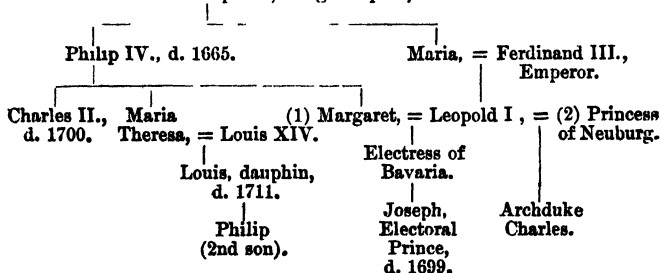 Philip IV., d. 1665. Maria, = Ferdinand III.,
Emperor.
Charles II., Maria (1) Margaret, = Leopold I , = (2) Princess
d. 1700. Theresa, = Louis XIV. of Neuburg.
Electress of
Louis, dauphin, Bavaria.
d. 1711.
Joseph, Archduke
Philip Electoral Charles.
(2nd son). Prince,
d. 1699.